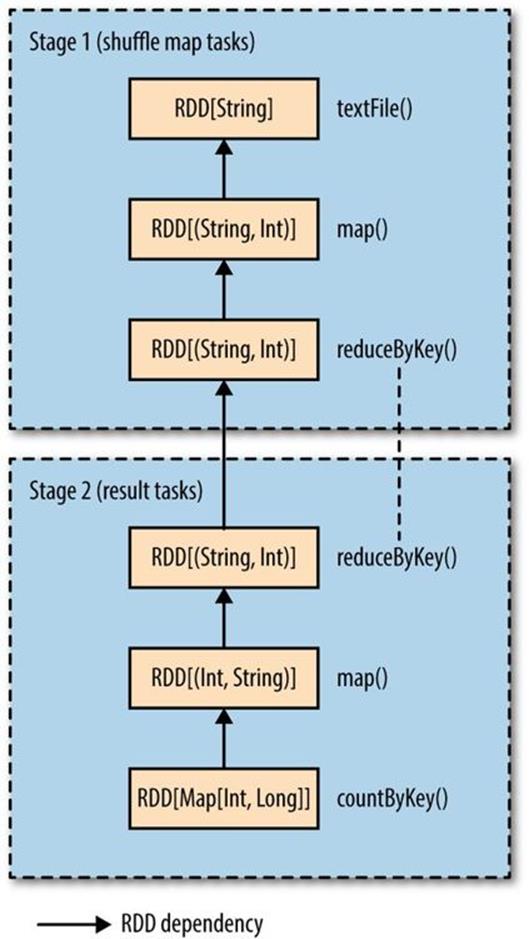 Stage 1 (shuffle map tasks)
RDD[String] textFile()
RDD[(String, Int)] map()
RDD[(String, Int)] reduceByKey()
Stage 2 (result tasks)
RDD[(String, Int)] reduceByKey()
RDD[(Int, String)] map()
RDD[Map[Int, Long]] countByKey()
RDD dependency